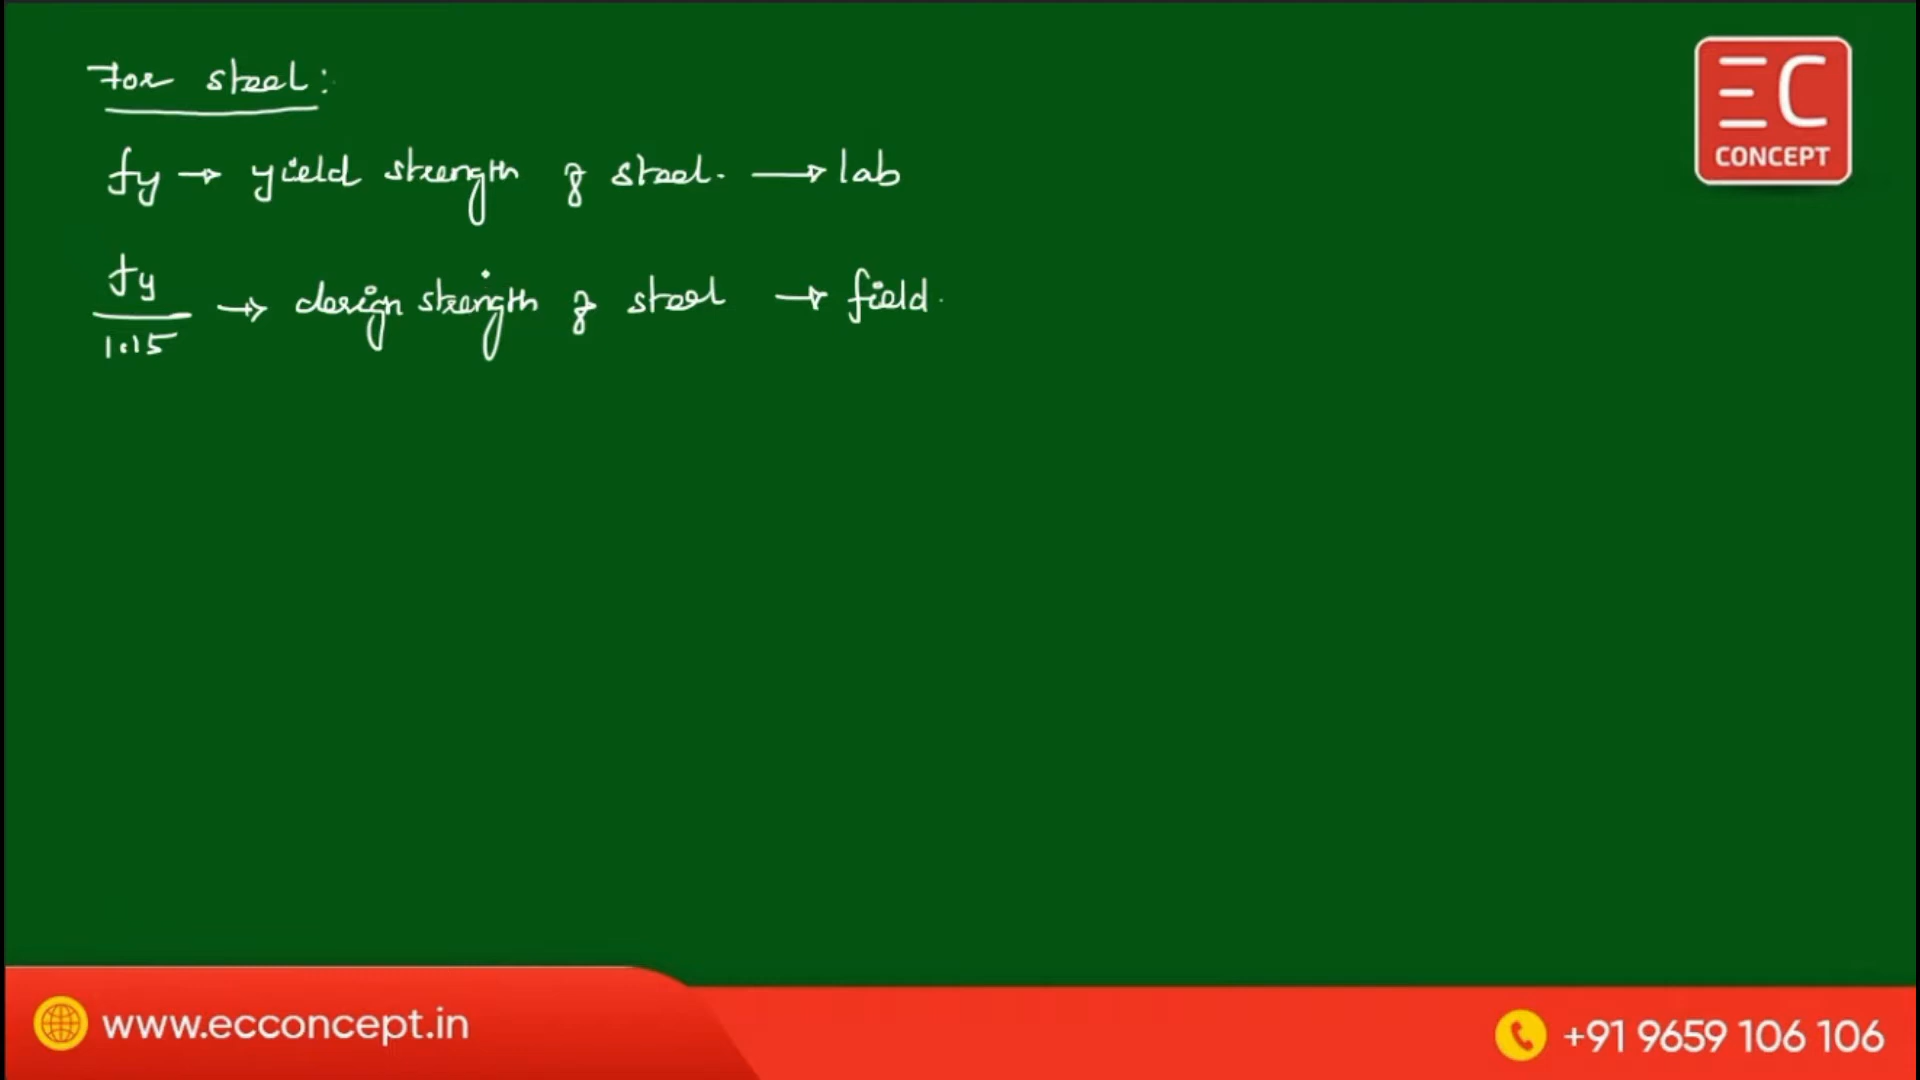 For steel:
fy → yield strength of steel. → lab
fy
1.15
→ design strength of steel → field.
EC
CONCEPT
www.ecconcept.in
+91 9659 106 106